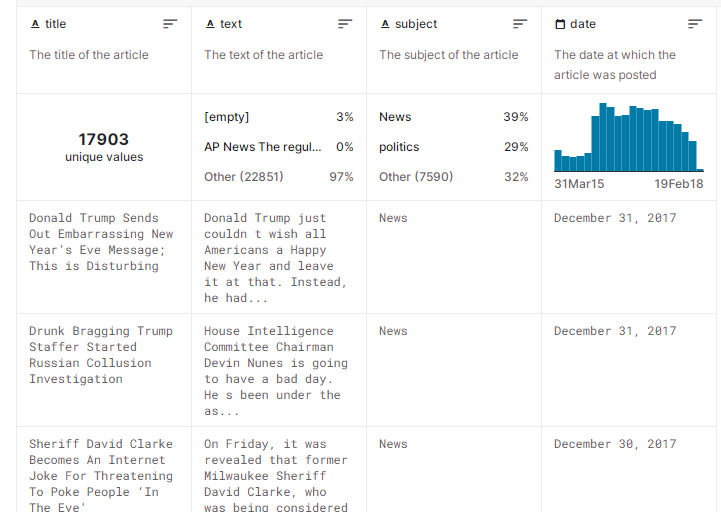 title
text
subject
date
The title of the article
The text of the article
The subject of the article
The date at which the
article was posted
17903
unique values
[empty] 3%
AP News The regul... 0%
Other (22851) 97%
News 39%
politics 29%
Other (7590) 32%
31Mar15 19Feb18
Donald Trump Sends
Out Embarrassing New
Year’s Eve Message;
This is Disturbing
Donald Trump just
couldn t wish all
Americans a Happy
New Year and leave
it at that. Instead,
he had...
News
December 31, 2017
Drunk Bragging Trump
Staffer Started
Russian Collusion
Investigation
House Intelligence
Committee Chairman
Devin Nunes is going
to have a bad day.
He s been under the
as...
News
December 31, 2017
Sheriff David Clarke
Becomes An Internet
Joke For Threatening
To Poke People ‘In
The Eye’
On Friday, it was
revealed that former
Milwaukee Sheriff
David Clarke, who
was being considered
News
December 30, 2017